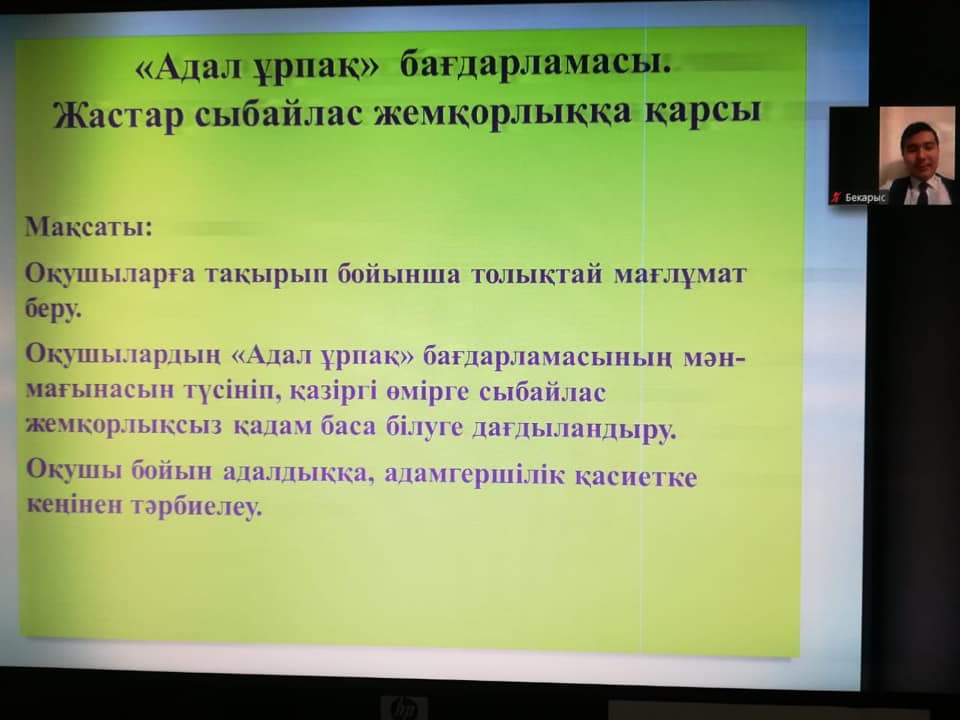 «Адал ұрпақ» бағдарламасы.
Жастар сыбайлас жемқорлыққа қарсы
Мақсаты:
Оқушыларға тақырып бойынша толықтай мағлұмат
беру.
Оқушылардың «Адал ұрпақ» бағдарламасының мән-
мағынасын түсініп, қазіргі өмірге сыбайлас
жемқорлықсыз қадам баса білуге дағдыландыру.
Оқушы бойын адалдыққа, адамгершілік қасиетке
кеңінен тәрбиелеу.
Бекарыс
hp